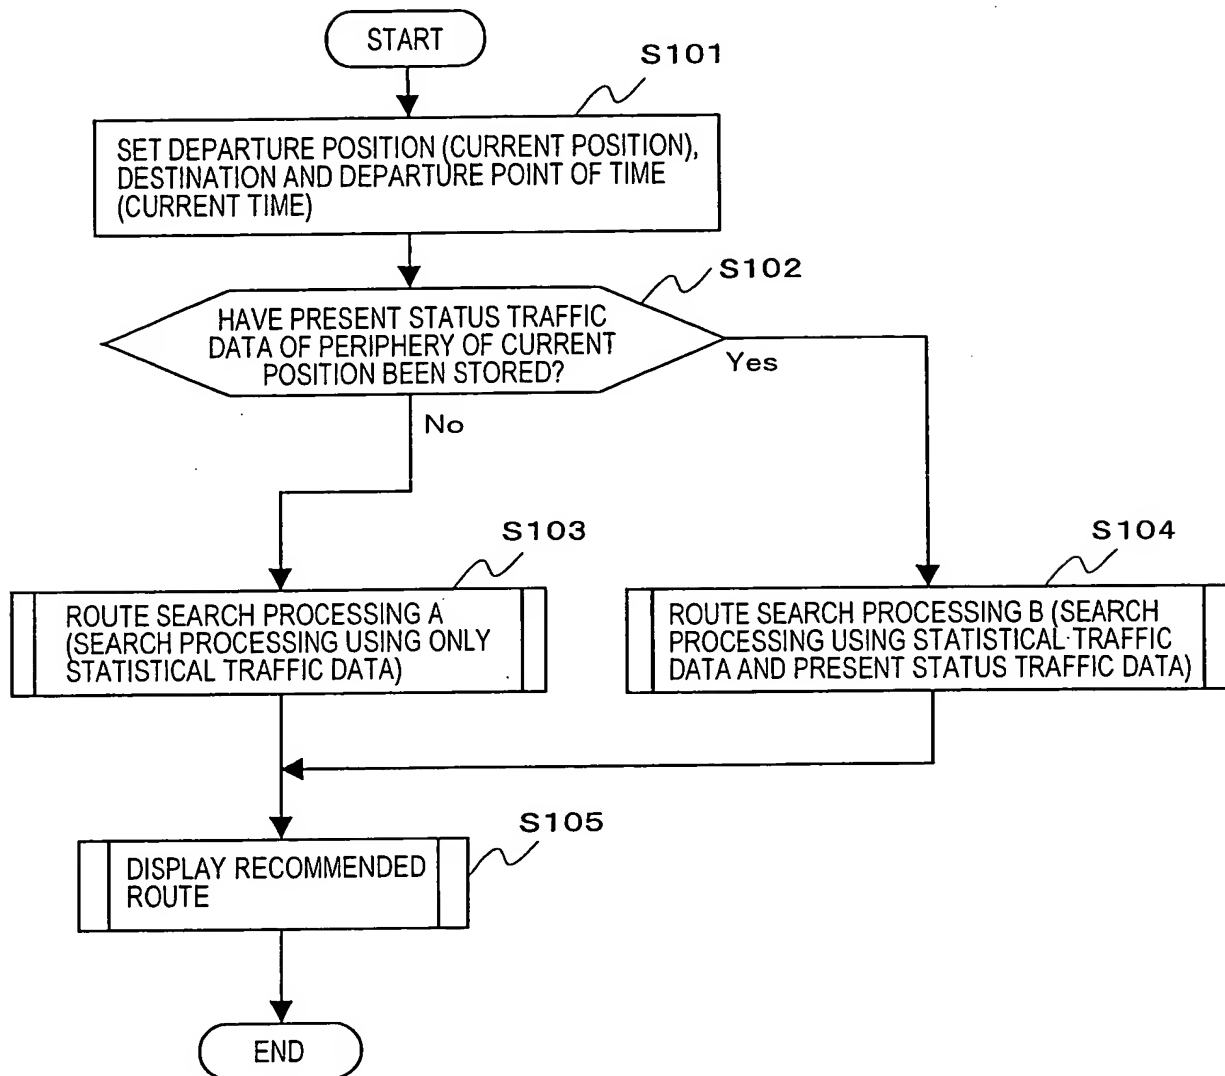 START
S101
SET DEPARTURE POSITION (CURRENT POSITION),
DESTINATION AND DEPARTURE POINT OF TIME
(CURRENT TIME)
S102
HAVE PRESENT STATUS TRAFFIC
DATA OF PERIPHERY OF CURRENT
POSITION BEEN STORED?
Yes
No
S103
ROUTE SEARCH PROCESSING A
(SEARCH PROCESSING USING ONLY
STATISTICAL TRAFFIC DATA)
S104
ROUTE SEARCH PROCESSING B (SEARCH
PROCESSING USING STATISTICAL TRAFFIC
DATA AND PRESENT STATUS TRAFFIC DATA)
S105
DISPLAY RECOMMENDED
ROUTE
END